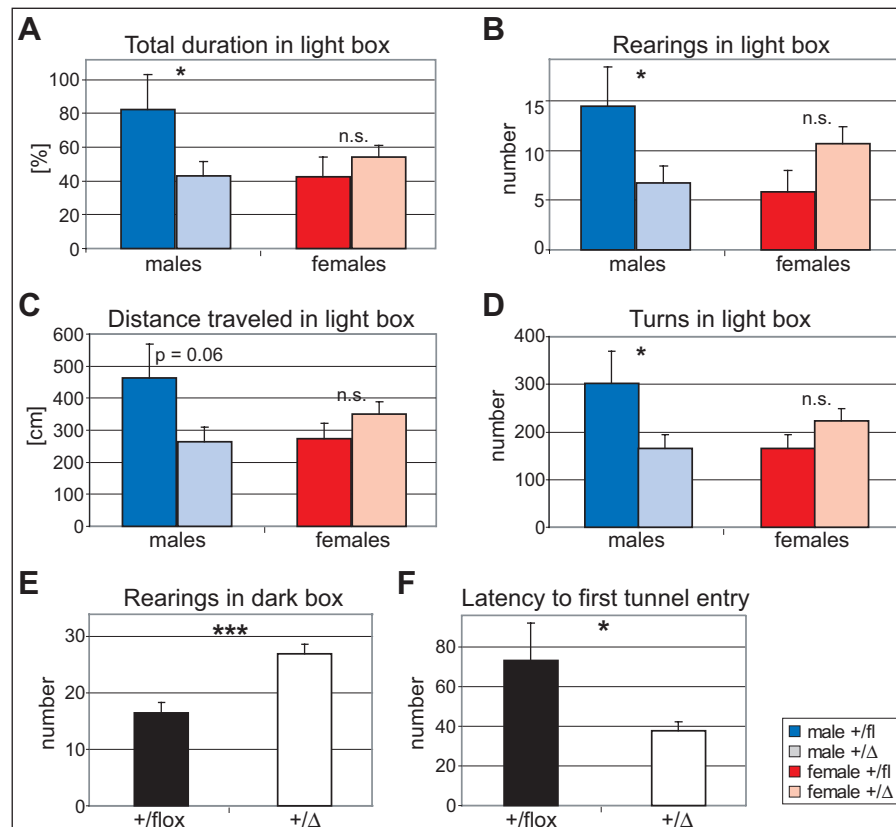 A
Total duration in light box
[%]
100
80
60
40
20
0
*
n.s.
males
females
B
Rearings in light box
number
15
10
5
0
*
n.s.
males
females
C
Distance traveled in light box
[cm]
600
500
400
300
200
100
0
p = 0.06
n.s.
males
females
D
Turns in light box
number
400
300
200
100
0
*
n.s.
males
females
E
Rearings in dark box
number
30
20
10
0
***
+/flox
+/Δ
F
Latency to first tunnel entry
number
80
60
40
20
0
*
+/flox
+/Δ
male +/fl
male +/Δ
female +/fl
female +/Δ